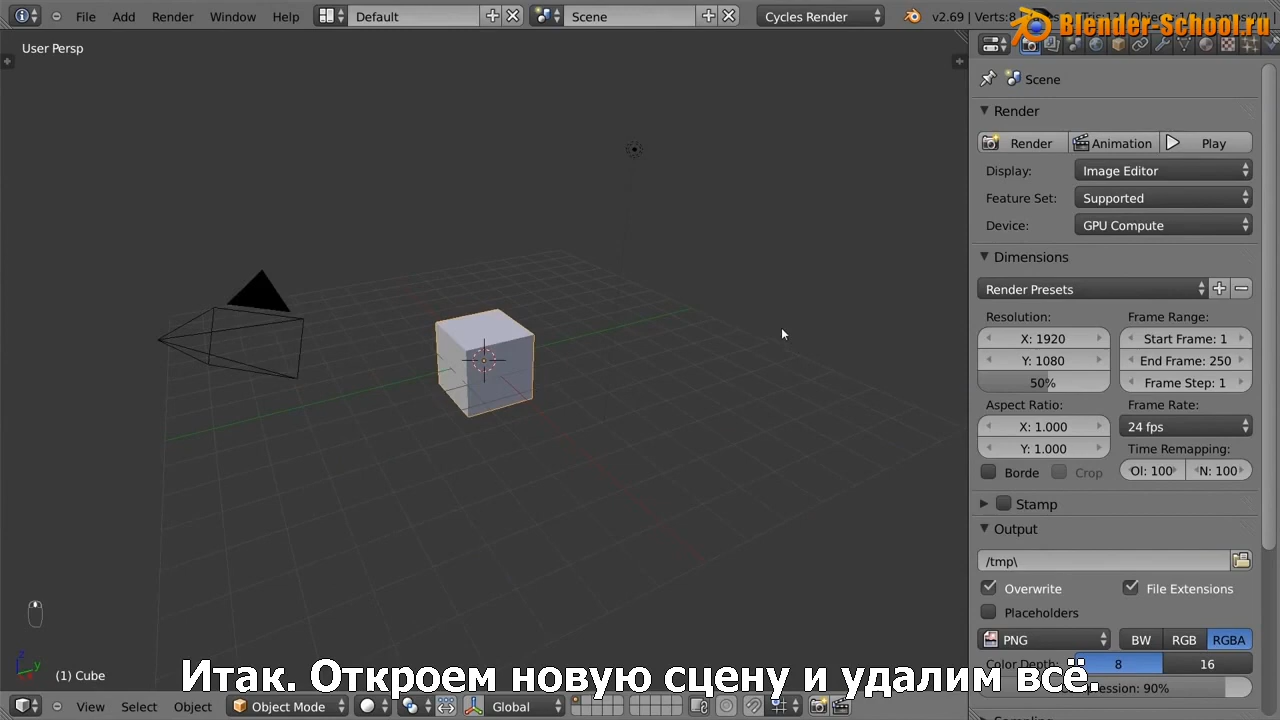 File Add Render Window Help Default Scene Cycles Render v2.69 | Verts:8
Blender-School.ru
User Persp
Scene
Render
Render Animation Play
Display: Image Editor
Feature Set: Supported
Device: GPU Compute
Dimensions
Render Presets
Resolution: Frame Range:
X: 1920 Start Frame: 1
Y: 1080 End Frame: 250
50% Frame Step: 1
Aspect Ratio: Frame Rate:
X: 1.000 24 fps
Y: 1.000 Time Remapping:
Borde Crop Ol: 100 N: 100
Stamp
Output
/tmp\
Overwrite File Extensions
Placeholders
PNG BW RGB RGBA
Color Depth: 8 16
ession: 90%
(1) Cube
Итак. Откроем новую сцену и удалим всё.
View Select Object Object Mode Global